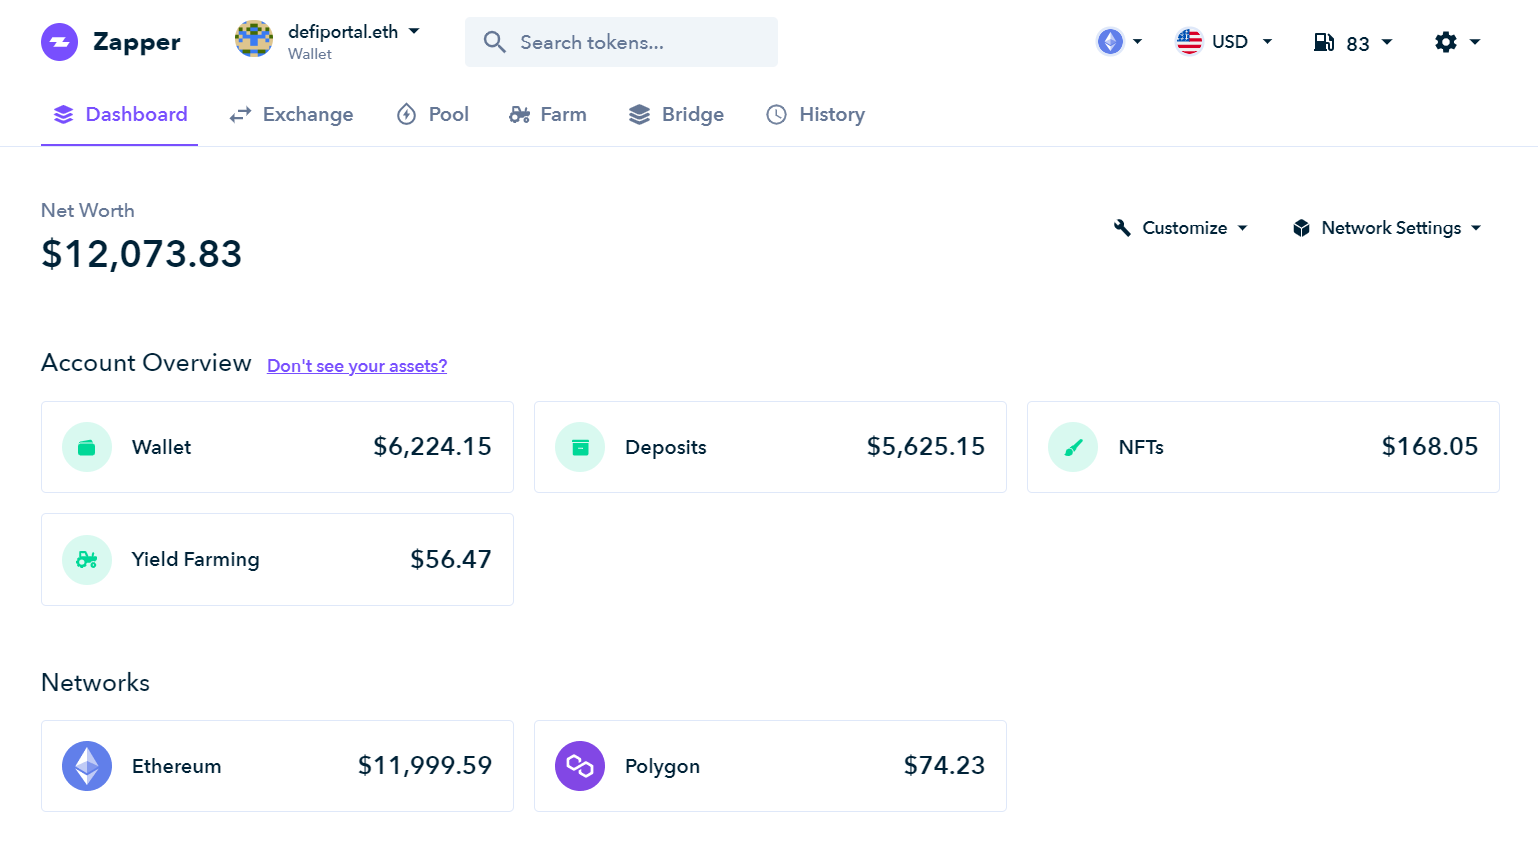 Zapper
defiportal.eth
Wallet
Search tokens...
USD
83
Dashboard
Exchange
Pool
Farm
Bridge
History
Net Worth
$12,073.83
Customize
Network Settings
Account Overview
Don't see your assets?
Wallet
$6,224.15
Deposits
$5,625.15
NFTs
$168.05
Yield Farming
$56.47
Networks
Ethereum
$11,999.59
Polygon
$74.23